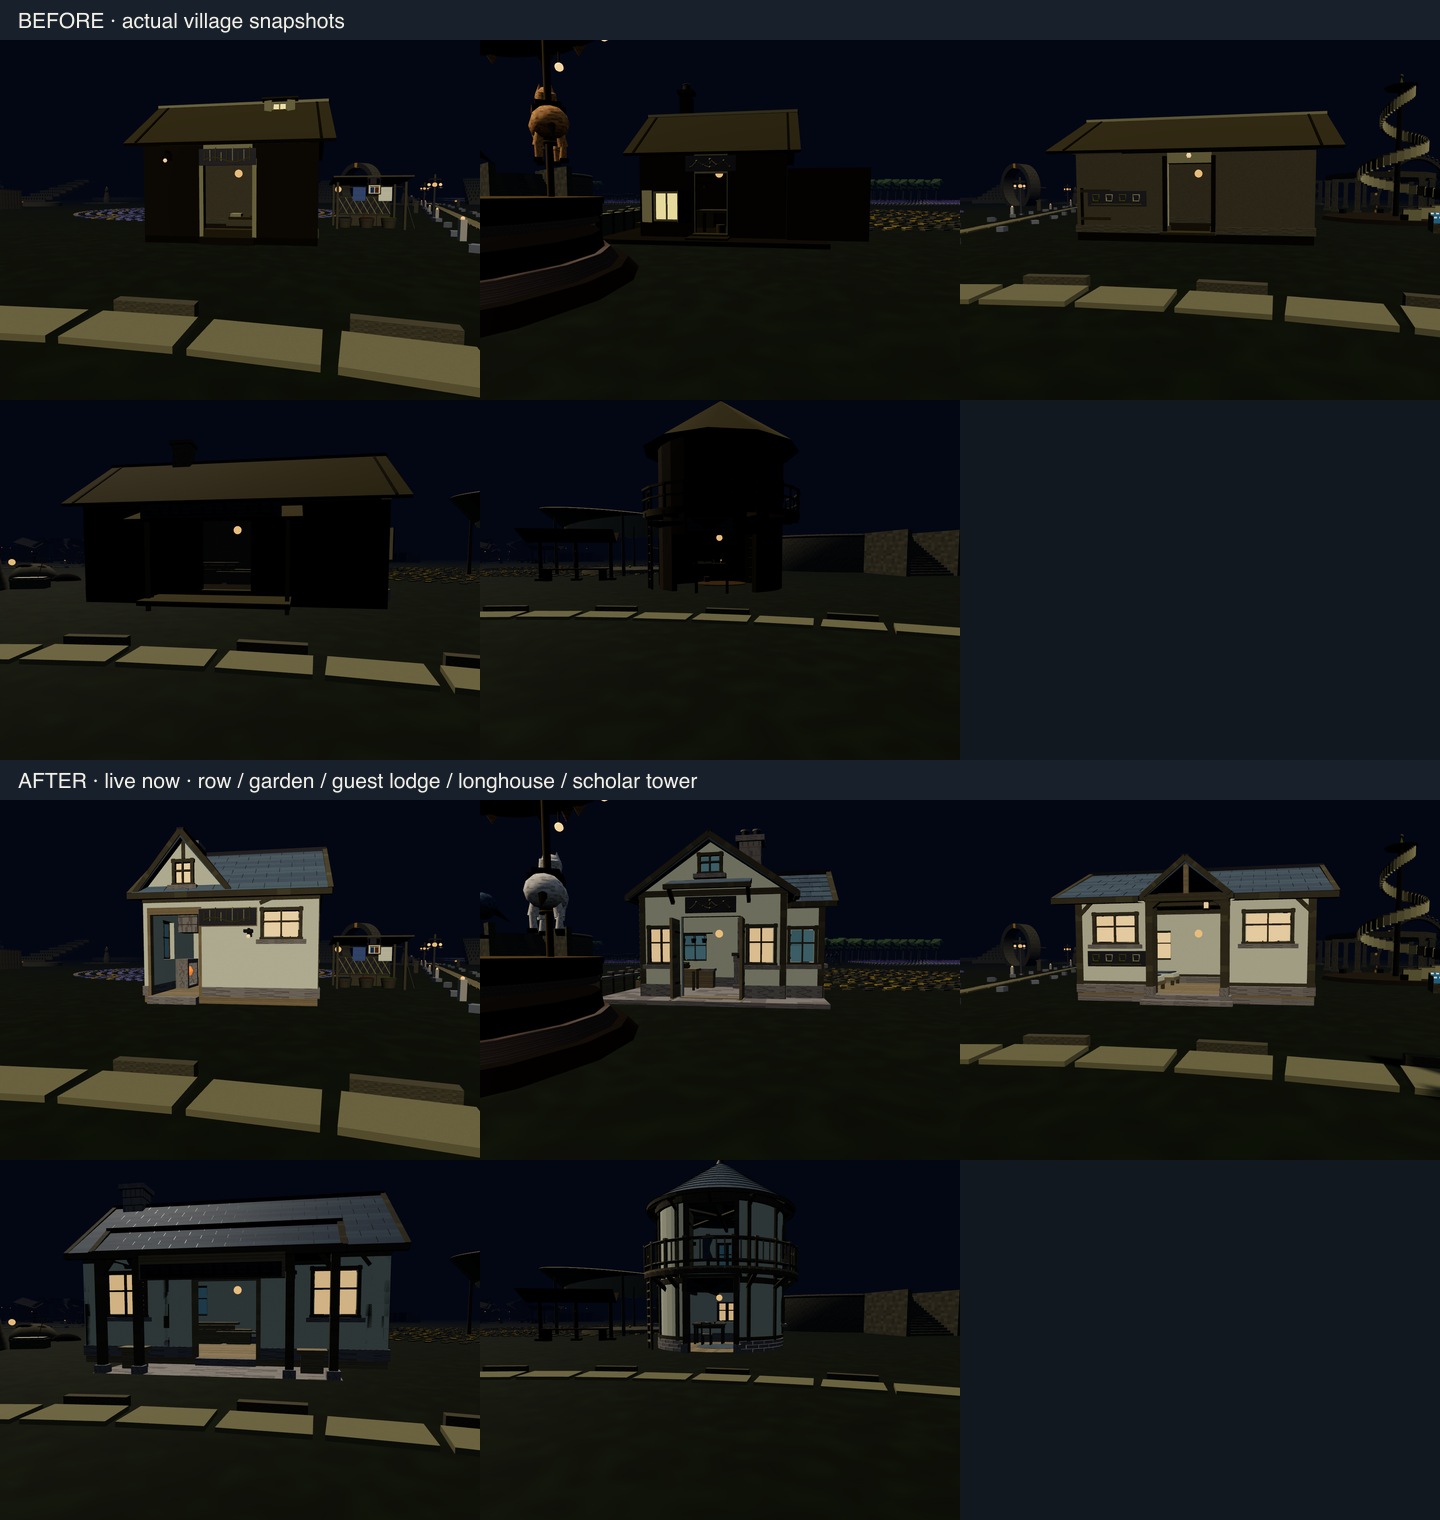 BEFORE · actual village snapshots
AFTER · live now · row / garden / guest lodge / longhouse / scholar tower